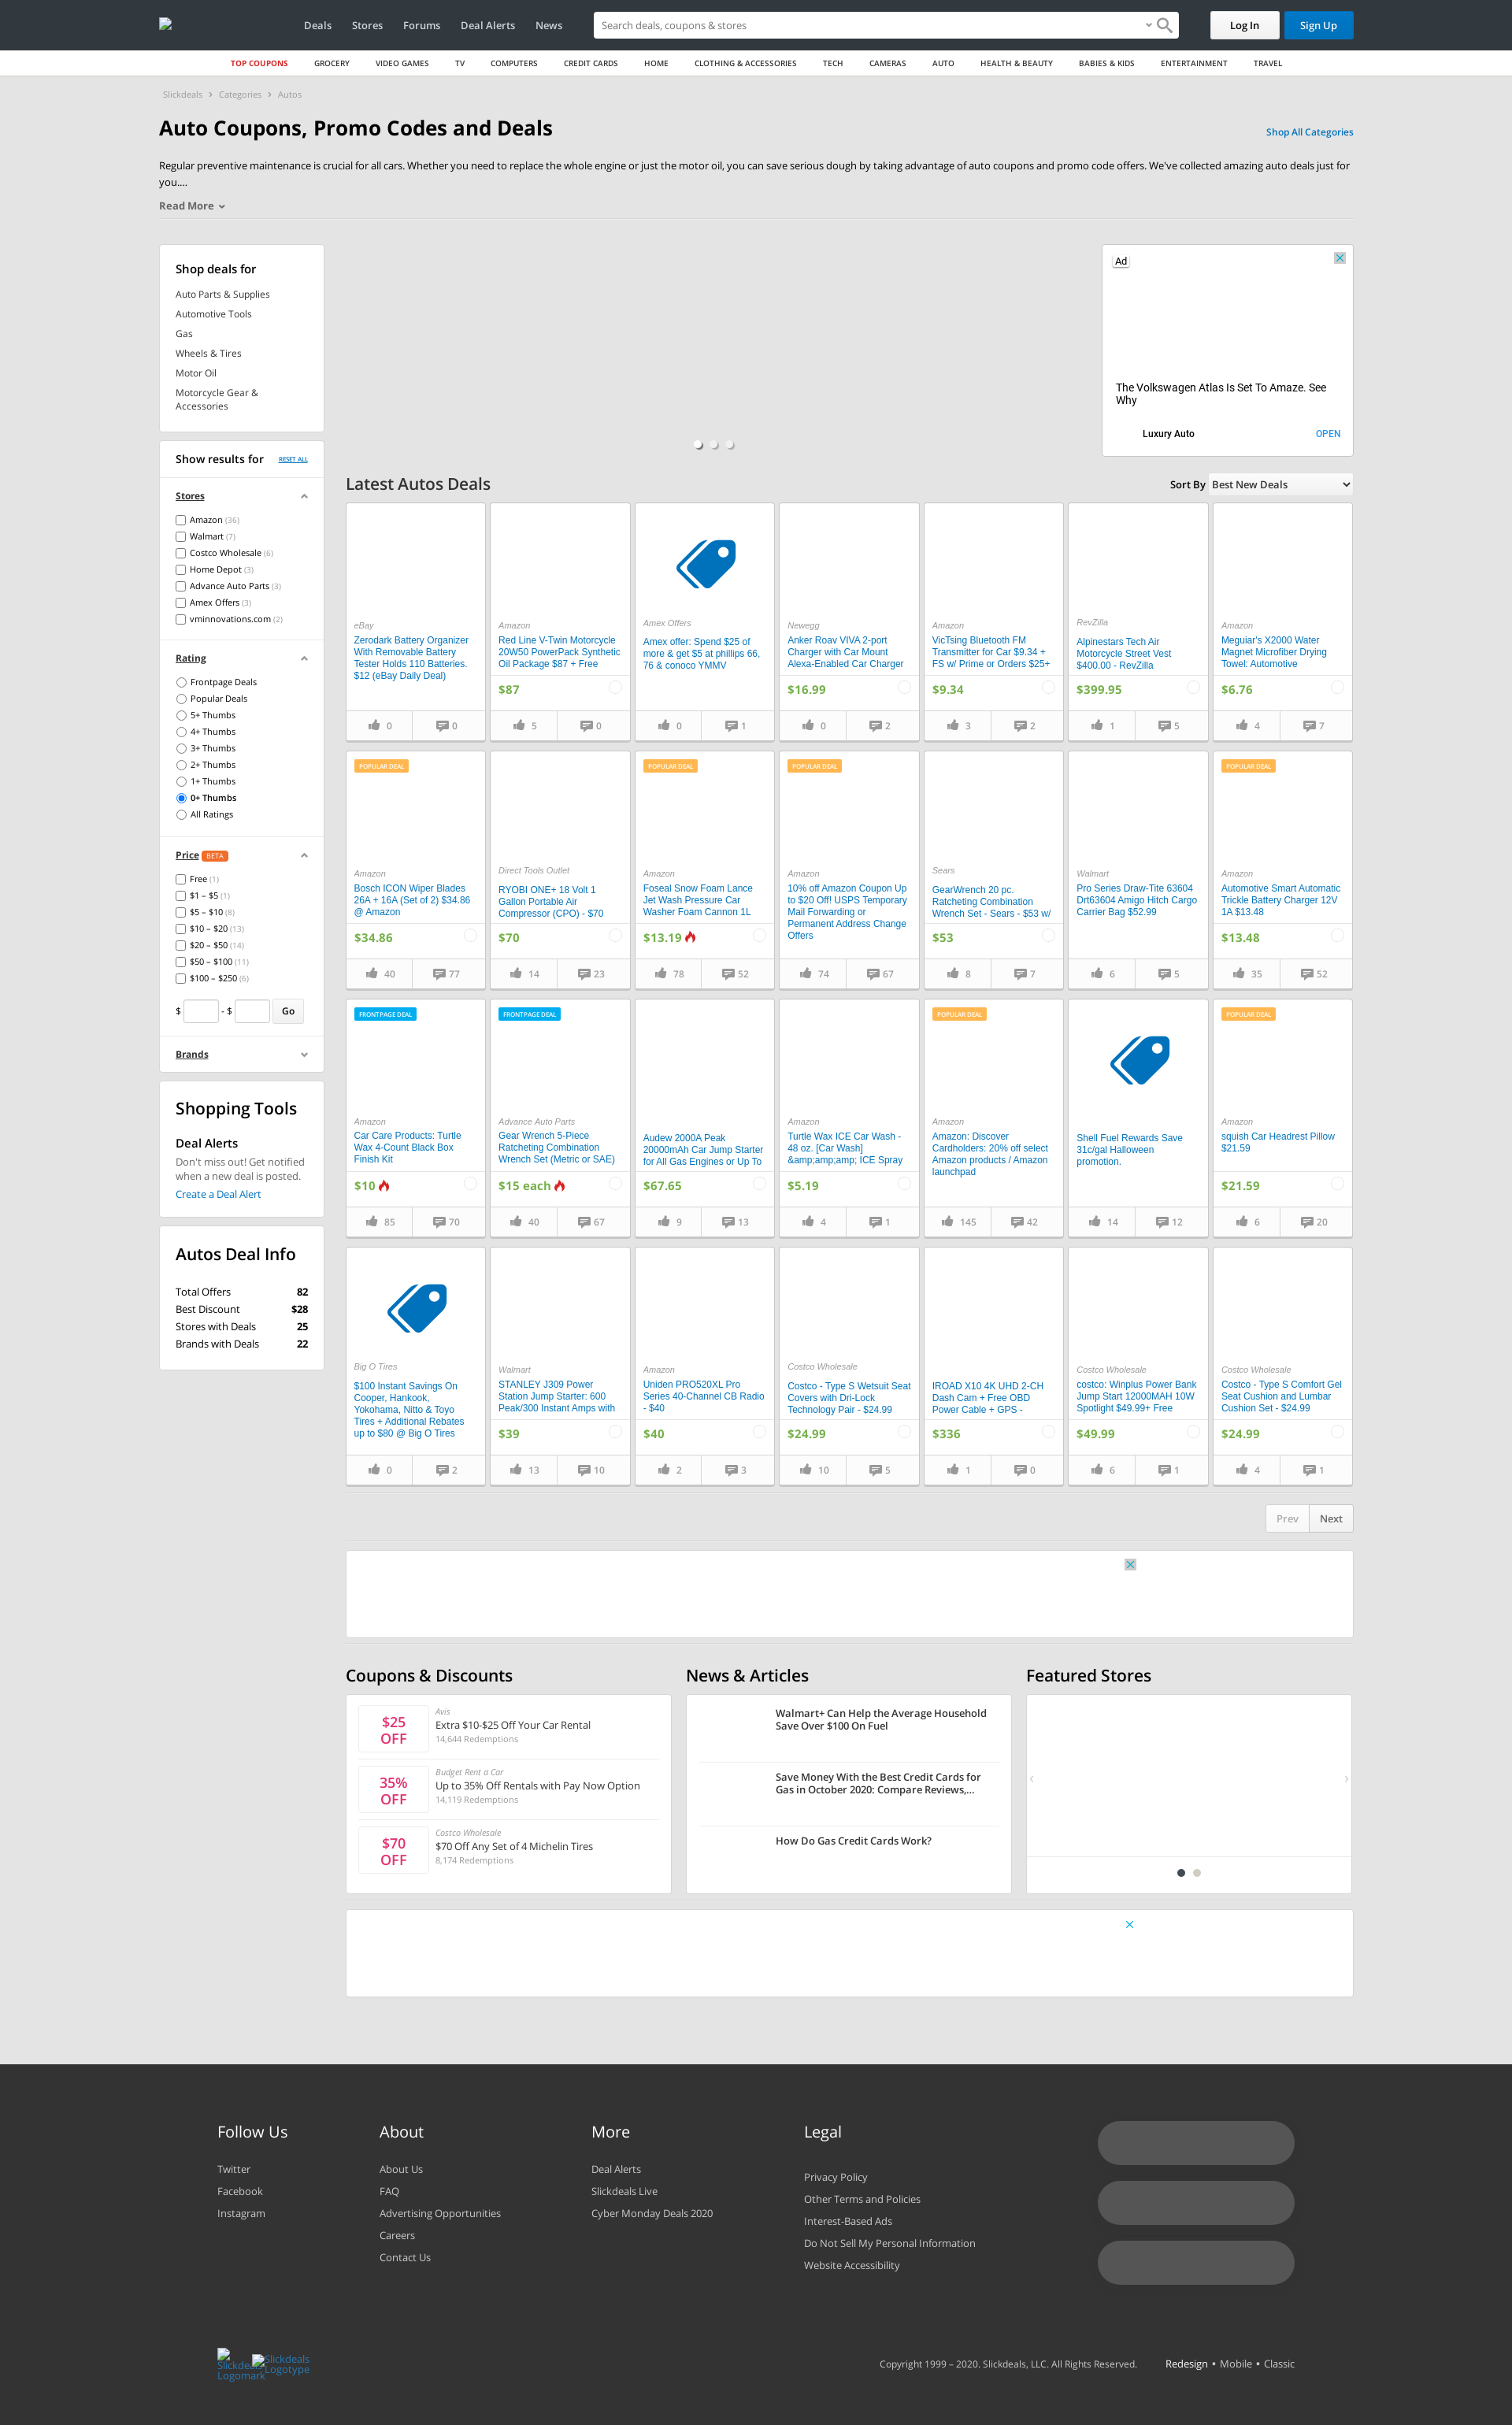 Deals
Stores
Forums
Deal Alerts
News
Search deals, coupons & stores
Log In
Sign Up
TOP COUPONS
GROCERY
VIDEO GAMES
TV
COMPUTERS
CREDIT CARDS
HOME
CLOTHING & ACCESSORIES
TECH
CAMERAS
AUTO
HEALTH & BEAUTY
BABIES & KIDS
ENTERTAINMENT
TRAVEL
Slickdeals › Categories › Autos
Auto Coupons, Promo Codes and Deals
Shop All Categories
Regular preventive maintenance is crucial for all cars. Whether you need to replace the whole engine or just the motor oil, you can save serious dough by taking advantage of auto coupons and promo code offers. We've collected amazing auto deals just for
you....
Read More
Shop deals for
Auto Parts & Supplies
Automotive Tools
Gas
Wheels & Tires
Motor Oil
Motorcycle Gear &
Accessories
Show results for
RESET ALL
Stores
Amazon (36)
Walmart (7)
Costco Wholesale (6)
Home Depot (3)
Advance Auto Parts (3)
Amex Offers (3)
vminnovations.com (2)
Rating
Frontpage Deals
Popular Deals
5+ Thumbs
4+ Thumbs
3+ Thumbs
2+ Thumbs
1+ Thumbs
0+ Thumbs
All Ratings
Price BETA
Free (1)
$1 – $5 (1)
$5 – $10 (8)
$10 – $20 (13)
$20 – $50 (14)
$50 – $100 (11)
$100 – $250 (6)
$ - $ Go
Brands
Shopping Tools
Deal Alerts
Don't miss out! Get notified
when a new deal is posted.
Create a Deal Alert
Autos Deal Info
Total Offers 82
Best Discount $28
Stores with Deals 25
Brands with Deals 22
Ad
The Volkswagen Atlas Is Set To Amaze. See
Why
Luxury Auto
OPEN
Latest Autos Deals
Sort By Best New Deals
eBay
Zerodark Battery Organizer
With Removable Battery
Tester Holds 110 Batteries.
$12 (eBay Daily Deal)
0 0
Amazon
Red Line V-Twin Motorcycle
20W50 PowerPack Synthetic
Oil Package $87 + Free
$87
5 0
Amex Offers
Amex offer: Spend $25 of
more & get $5 at phillips 66,
76 & conoco YMMV
0 1
Newegg
Anker Roav VIVA 2-port
Charger with Car Mount
Alexa-Enabled Car Charger
$16.99
0 2
Amazon
VicTsing Bluetooth FM
Transmitter for Car $9.34 +
FS w/ Prime or Orders $25+
$9.34
3 2
RevZilla
Alpinestars Tech Air
Motorcycle Street Vest
$400.00 - RevZilla
$399.95
1 5
Amazon
Meguiar's X2000 Water
Magnet Microfiber Drying
Towel: Automotive
$6.76
4 7
POPULAR DEAL
Amazon
Bosch ICON Wiper Blades
26A + 16A (Set of 2) $34.86
@ Amazon
$34.86
40 77
Direct Tools Outlet
RYOBI ONE+ 18 Volt 1
Gallon Portable Air
Compressor (CPO) - $70
$70
14 23
POPULAR DEAL
Amazon
Foseal Snow Foam Lance
Jet Wash Pressure Car
Washer Foam Cannon 1L
$13.19
78 52
POPULAR DEAL
Amazon
10% off Amazon Coupon Up
to $20 Off! USPS Temporary
Mail Forwarding or
Permanent Address Change
Offers
74 67
Sears
GearWrench 20 pc.
Ratcheting Combination
Wrench Set - Sears - $53 w/
$53
8 7
Walmart
Pro Series Draw-Tite 63604
Drt63604 Amigo Hitch Cargo
Carrier Bag $52.99
6 5
POPULAR DEAL
Amazon
Automotive Smart Automatic
Trickle Battery Charger 12V
1A $13.48
$13.48
35 52
FRONTPAGE DEAL
Amazon
Car Care Products: Turtle
Wax 4-Count Black Box
Finish Kit
$10
85 70
FRONTPAGE DEAL
Advance Auto Parts
Gear Wrench 5-Piece
Ratcheting Combination
Wrench Set (Metric or SAE)
$15 each
40 67
Audew 2000A Peak
20000mAh Car Jump Starter
for All Gas Engines or Up To
$67.65
9 13
Amazon
Turtle Wax ICE Car Wash -
48 oz. [Car Wash]
&amp;amp;amp; ICE Spray
$5.19
4 1
POPULAR DEAL
Amazon
Amazon: Discover
Cardholders: 20% off select
Amazon products / Amazon
launchpad
145 42
Shell Fuel Rewards Save
31c/gal Halloween
promotion.
14 12
POPULAR DEAL
Amazon
squish Car Headrest Pillow
$21.59
$21.59
6 20
Big O Tires
$100 Instant Savings On
Cooper, Hankook,
Yokohama, Nitto & Toyo
Tires + Additional Rebates
up to $80 @ Big O Tires
0 2
Walmart
STANLEY J309 Power
Station Jump Starter: 600
Peak/300 Instant Amps with
$39
13 10
Amazon
Uniden PRO520XL Pro
Series 40-Channel CB Radio
- $40
$40
2 3
Costco Wholesale
Costco - Type S Wetsuit Seat
Covers with Dri-Lock
Technology Pair - $24.99
$24.99
10 5
IROAD X10 4K UHD 2-CH
Dash Cam + Free OBD
Power Cable + GPS -
$336
1 0
Costco Wholesale
costco: Winplus Power Bank
Jump Start 12000MAH 10W
Spotlight $49.99+ Free
$49.99
6 1
Costco Wholesale
Costco - Type S Comfort Gel
Seat Cushion and Lumbar
Cushion Set - $24.99
$24.99
4 1
Prev
Next
Coupons & Discounts
$25
OFF
Avis
Extra $10-$25 Off Your Car Rental
14,644 Redemptions
35%
OFF
Budget Rent a Car
Up to 35% Off Rentals with Pay Now Option
14,119 Redemptions
$70
OFF
Costco Wholesale
$70 Off Any Set of 4 Michelin Tires
8,174 Redemptions
News & Articles
Walmart+ Can Help the Average Household
Save Over $100 On Fuel
Save Money With the Best Credit Cards for
Gas in October 2020: Compare Reviews,...
How Do Gas Credit Cards Work?
Featured Stores
Follow Us
Twitter
Facebook
Instagram
About
About Us
FAQ
Advertising Opportunities
Careers
Contact Us
More
Deal Alerts
Slickdeals Live
Cyber Monday Deals 2020
Legal
Privacy Policy
Other Terms and Policies
Interest-Based Ads
Do Not Sell My Personal Information
Website Accessibility
Slickdeals
Logomark
Slickdeals
Logotype
Copyright 1999 – 2020. Slickdeals, LLC. All Rights Reserved.
Redesign • Mobile • Classic